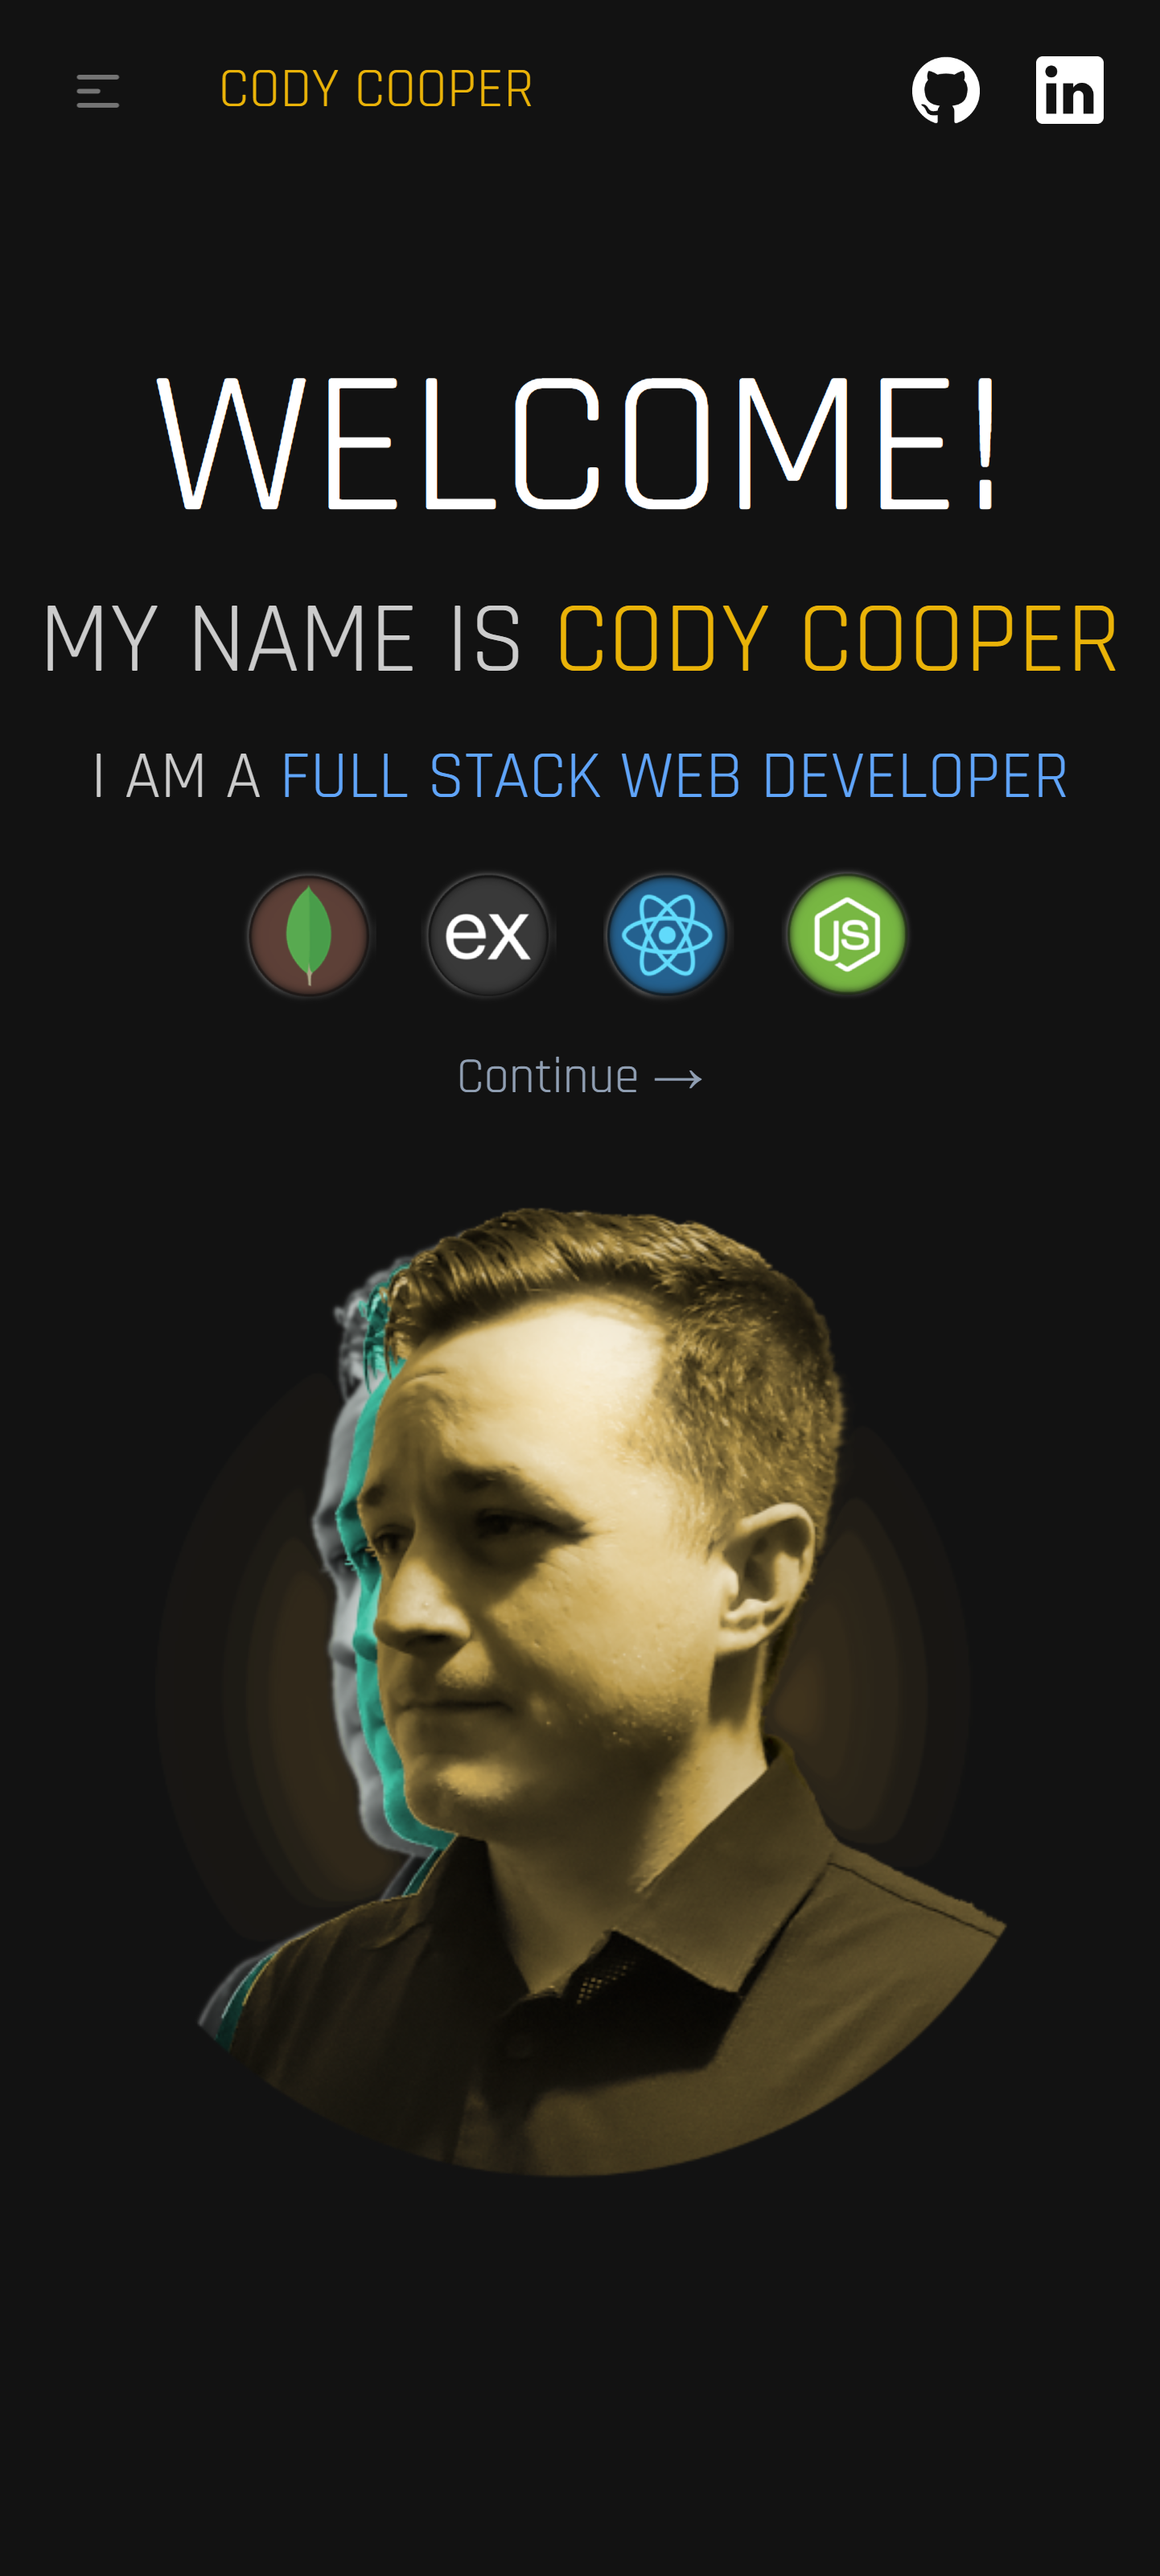 CODY COOPER
in
WELCOME!
MY NAME IS CODY COOPER
I AM A FULL STACK WEB DEVELOPER
ex
JS
Continue →